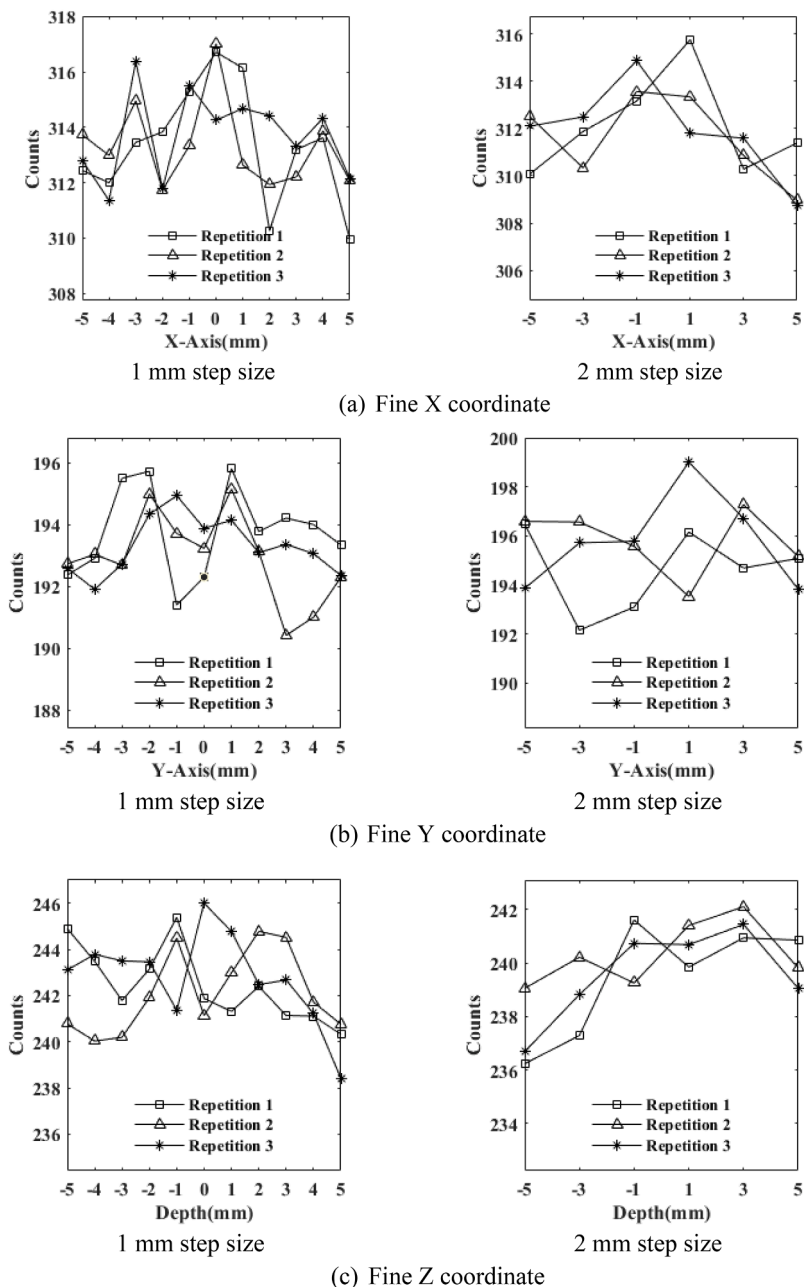 318
316
314
312
310
308
Counts
Repetition 1
Repetition 2
Repetition 3
-5 -4 -3 -2 -1 0 1 2 3 4 5
X-Axis(mm)
1 mm step size
316
314
312
310
308
306
Counts
Repetition 1
Repetition 2
Repetition 3
-5 -3 -1 1 3 5
X-Axis(mm)
2 mm step size
(a) Fine X coordinate
196
194
192
190
188
Counts
Repetition 1
Repetition 2
Repetition 3
-5 -4 -3 -2 -1 0 1 2 3 4 5
Y-Axis(mm)
1 mm step size
200
198
196
194
192
190
Counts
Repetition 1
Repetition 2
Repetition 3
-5 -3 -1 1 3 5
Y-Axis(mm)
2 mm step size
(b) Fine Y coordinate
246
244
242
240
238
236
Counts
Repetition 1
Repetition 2
Repetition 3
-5 -4 -3 -2 -1 0 1 2 3 4 5
Depth(mm)
1 mm step size
242
240
238
236
234
Counts
Repetition 1
Repetition 2
Repetition 3
-5 -3 -1 1 3 5
Depth(mm)
2 mm step size
(c) Fine Z coordinate